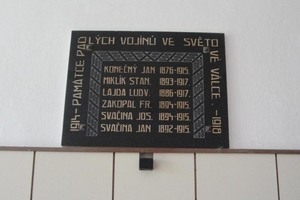 1914 - PAMÁTCE PADLÝCH VOJÍNŮ VE SVĚTOVÉ VÁLCE. - 1918
KONEČNÝ JAN 1876-1915.
MIKLÍK STAN. 1893-1917.
LAJDA LUDV. 1886-1917.
ZAKOPAL FR. 1894-1915.
SVAČINA JOS. 1894-1915.
SVAČINA JAN 1892-1915.